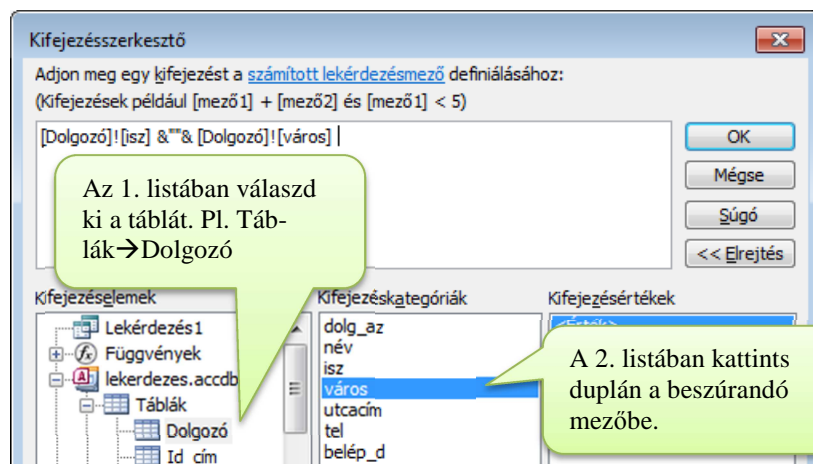 Kifejezésszerkesztő
Adjon meg egy kifejezést a számított lekérdezésmező definiálásához:
(Kifejezések például [mező1] + [mező2] és [mező1] < 5)
[Dolgozó]![isz] &""& [Dolgozó]![város]
OK
Mégse
Súgó
<< Elrejtés
Az 1. listában válaszd
ki a táblát. Pl. Táb-
lák→Dolgozó
Kifejezéselemek
Lekérdezés1
Függvények
lekerdezes.accdb
Táblák
Dolgozó
Id_cím
Kifejezéskategóriák
dolg_az
név
isz
város
utcacím
tel
belép_d
Kifejezésértékek
<Érték>
A 2. listában kattints
duplán a beszúrandó
mezőbe.